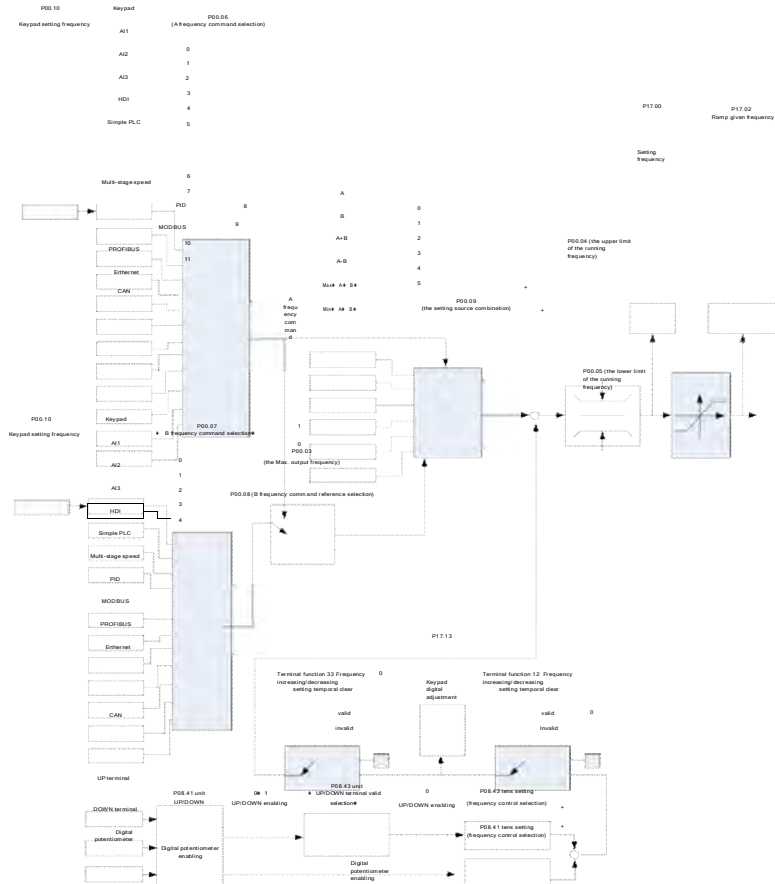 P00.10
Keypad
P00.06
Keypad setting frequency
(A frequency command selection)
AI1
AI2
0
1
AI3
2
3
HDI
4
Simple PLC
5
P17.00
P17.02
Ramp given frequency
Setting
frequency
Multi-stage speed
6
7
PID
8
MODBUS
9
10
PROFIBUS
11
Erthernet
CAN
A
0
B
1
A+B
2
A-B
3
4
Max♦ A♦ B♦
5
Min♦ A♦ B♦
P00.04 (the upper limit
of the running
frequency)
A
frequ
ency
com
man
d
P00.09
(the setting source combination)
P00.05 (the lower limit
of the running
frequency)
P00.10
Keypad setting frequency
Keypad
P00.07
♦ B frequency command selection♦
AI1
AI2
0
1
AI3
2
3
HDI
4
1
0
P00.03
(the Max. output frequency)
P00.08 (B frequency command reference selection)
Simple PLC
Multi-stage speed
PID
MODBUS
PROFIBUS
Erthernet
CAN
P17.13
Terminal function 33 Frequency
increasing/decreasing
setting temporal clear
0
valid
invalid
Keypad
digital
adjustment
Terminal function 12 Frequency
increasing/decreasing
setting temporal clear
valid
0
Invalid
UP terminal
P08.41 unit
UP/DOWN
0♦ 1
UP/DOWN enabling
P08.43 unit
♦ UP/DOWN terminal valid
selection♦
0
UP/DOWN enabling
P08.43 tens setting
(frequency control selection)
DOWN terminal
Digital
potentiometer
Digital potentiometer
enabling
P08.41 tens setting
(frequency control selection)
Digital
potentiometer
enabling